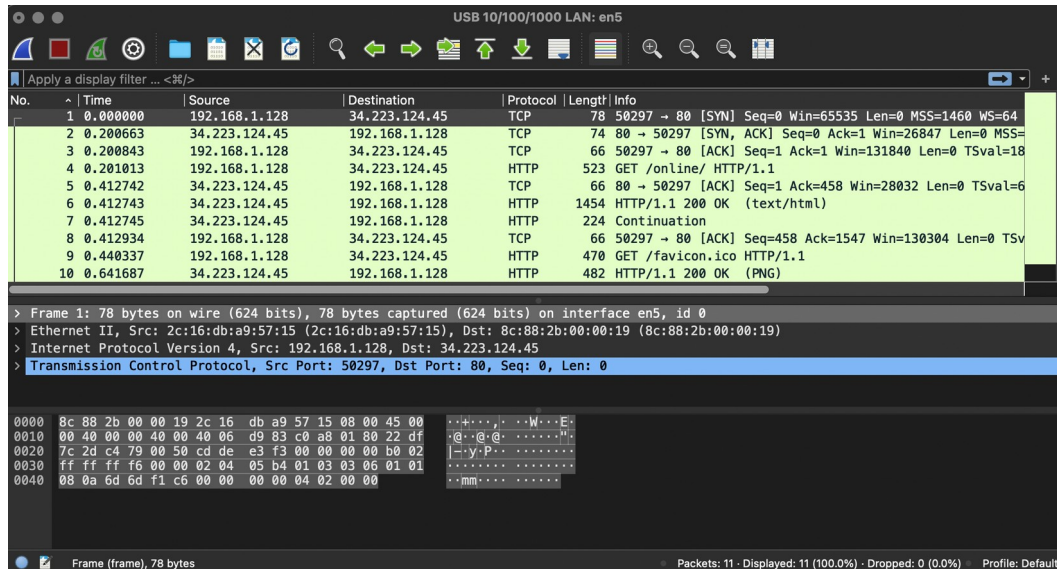 USB 10/100/1000 LAN: en5
Apply a display filter ... <⌘/>
No. Time Source Destination Protocol Length Info
1 0.000000 192.168.1.128 34.223.124.45 TCP 78 50297 → 80 [SYN] Seq=0 Win=65535 Len=0 MSS=1460 WS=64
2 0.200663 34.223.124.45 192.168.1.128 TCP 74 80 → 50297 [SYN, ACK] Seq=0 Ack=1 Win=26847 Len=0 MSS=
3 0.200843 192.168.1.128 34.223.124.45 TCP 66 50297 → 80 [ACK] Seq=1 Ack=1 Win=131840 Len=0 TSval=18
4 0.201013 192.168.1.128 34.223.124.45 HTTP 523 GET /online/ HTTP/1.1
5 0.412742 34.223.124.45 192.168.1.128 TCP 66 80 → 50297 [ACK] Seq=1 Ack=458 Win=28032 Len=0 TSval=6
6 0.412743 34.223.124.45 192.168.1.128 HTTP 1454 HTTP/1.1 200 OK (text/html)
7 0.412745 34.223.124.45 192.168.1.128 HTTP 224 Continuation
8 0.412934 192.168.1.128 34.223.124.45 TCP 66 50297 → 80 [ACK] Seq=458 Ack=1547 Win=130304 Len=0 TSv
9 0.440337 192.168.1.128 34.223.124.45 HTTP 470 GET /favicon.ico HTTP/1.1
10 0.641687 34.223.124.45 192.168.1.128 HTTP 482 HTTP/1.1 200 OK (PNG)
> Frame 1: 78 bytes on wire (624 bits), 78 bytes captured (624 bits) on interface en5, id 0
> Ethernet II, Src: 2c:16:db:a9:57:15 (2c:16:db:a9:57:15), Dst: 8c:88:2b:00:00:19 (8c:88:2b:00:00:19)
> Internet Protocol Version 4, Src: 192.168.1.128, Dst: 34.223.124.45
> Transmission Control Protocol, Src Port: 50297, Dst Port: 80, Seq: 0, Len: 0
0000 8c 88 2b 00 00 19 2c 16 db a9 57 15 08 00 45 00 ··+···,· ··W···E·
0010 00 40 00 00 40 00 40 06 d9 83 c0 a8 01 80 22 df ·@··@·@· ······"·
0020 7c 2d c4 79 00 50 cd de e3 f3 00 00 00 00 b0 02 |-·y·P·· ········
0030 ff ff ff f6 00 00 02 04 05 b4 01 03 03 06 01 01 ········ ········
0040 08 0a 6d 6d f1 c6 00 00 00 00 04 02 00 00 ··mm···· ······
Frame (frame), 78 bytes Packets: 11 · Displayed: 11 (100.0%) · Dropped: 0 (0.0%) Profile: Default